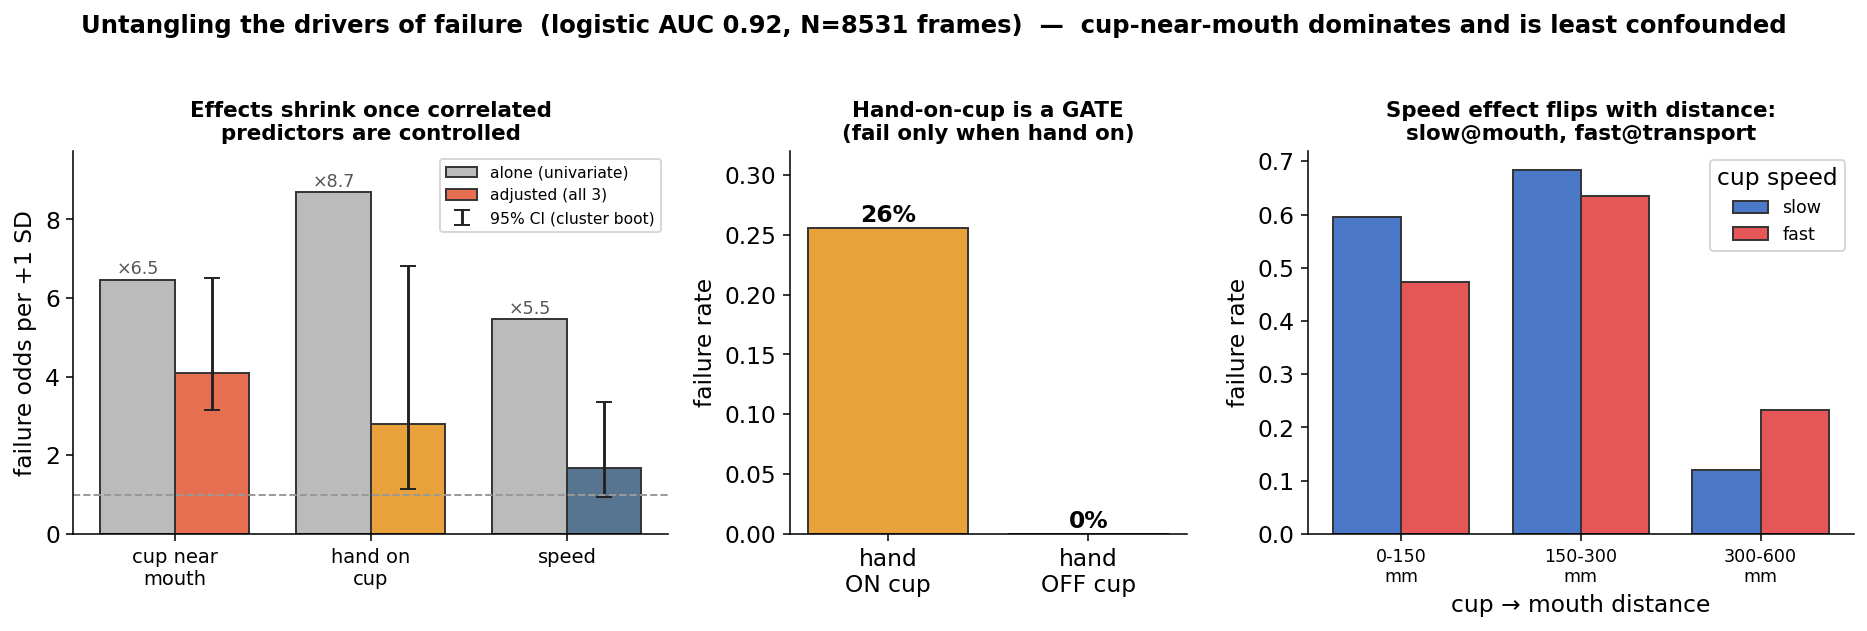 Untangling the drivers of failure  (logistic AUC 0.92, N=8531 frames)  —  cup-near-mouth dominates and is least confounded
Effects shrink once correlated
predictors are controlled
failure odds per +1 SD
8
6
4
2
0
×6.5
×8.7
×5.5
alone (univariate)
adjusted (all 3)
95% CI (cluster boot)
cup near
mouth
hand on
cup
speed
Hand-on-cup is a GATE
(fail only when hand on)
failure rate
0.30
0.25
0.20
0.15
0.10
0.05
0.00
26%
0%
hand
ON cup
hand
OFF cup
Speed effect flips with distance:
slow@mouth, fast@transport
failure rate
0.7
0.6
0.5
0.4
0.3
0.2
0.1
0.0
cup speed
slow
fast
0-150
mm
150-300
mm
300-600
mm
cup → mouth distance